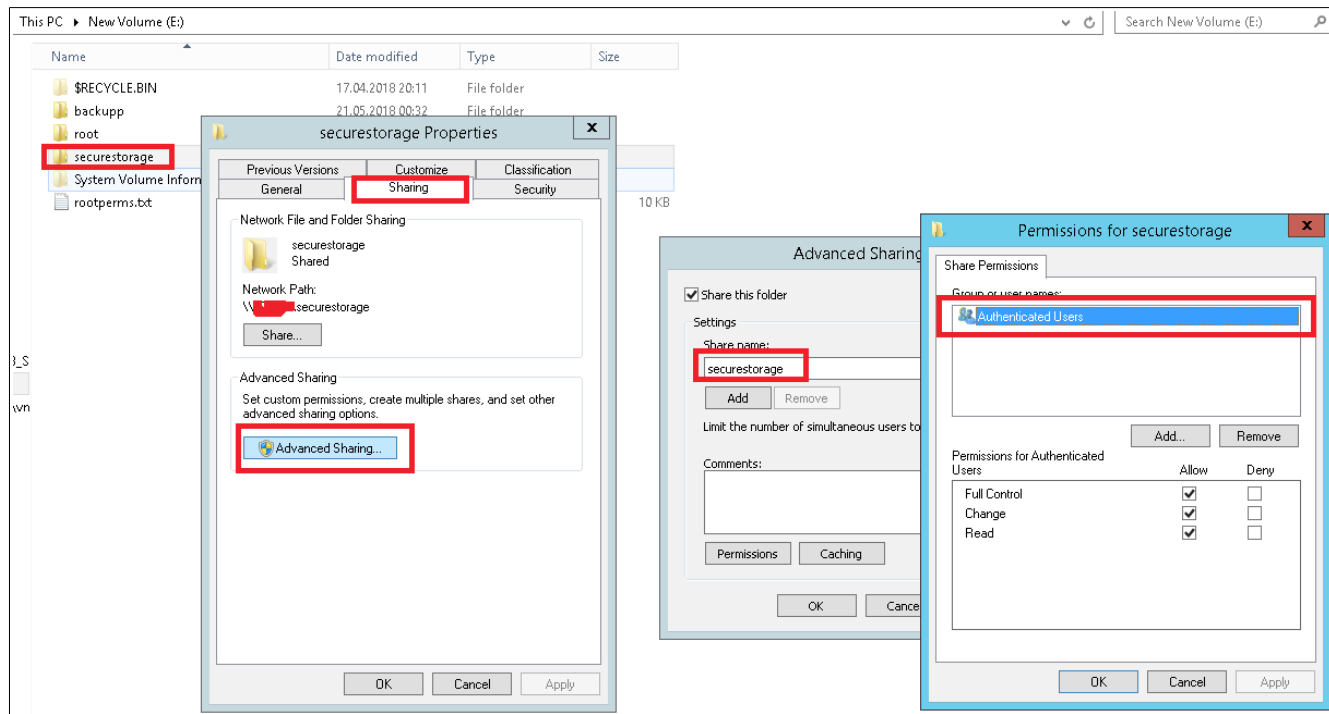 This PC ▸ New Volume (E:)
Search New Volume (E:)
Name Date modified Type Size
$RECYCLE.BIN 17.04.2018 20:11 File folder
backupp 21.05.2018 00:32 File folder
root
securestorage
System Volume Inforn
rootperms.txt 10 KB
3_S
wn
securestorage Properties
x
Previous Versions Customize Classification
General Sharing Security
Network File and Folder Sharing
securestorage
Shared
Network Path:
\\ securestorage
Share...
Advanced Sharing
Set custom permissions, create multiple shares, and set other
advanced sharing options.
Advanced Sharing...
OK Cancel Apply
Advanced Sharing
Share this folder
Settings
Share name:
securestorage
Add Remove
Limit the number of simultaneous users to
Comments:
Permissions Caching
OK Cance
Permissions for securestorage
x
Share Permissions
Group or user names:
Authenticated Users
Add... Remove
Permissions for Authenticated
Users Allow Deny
Full Control
Change
Read
OK Cancel Apply